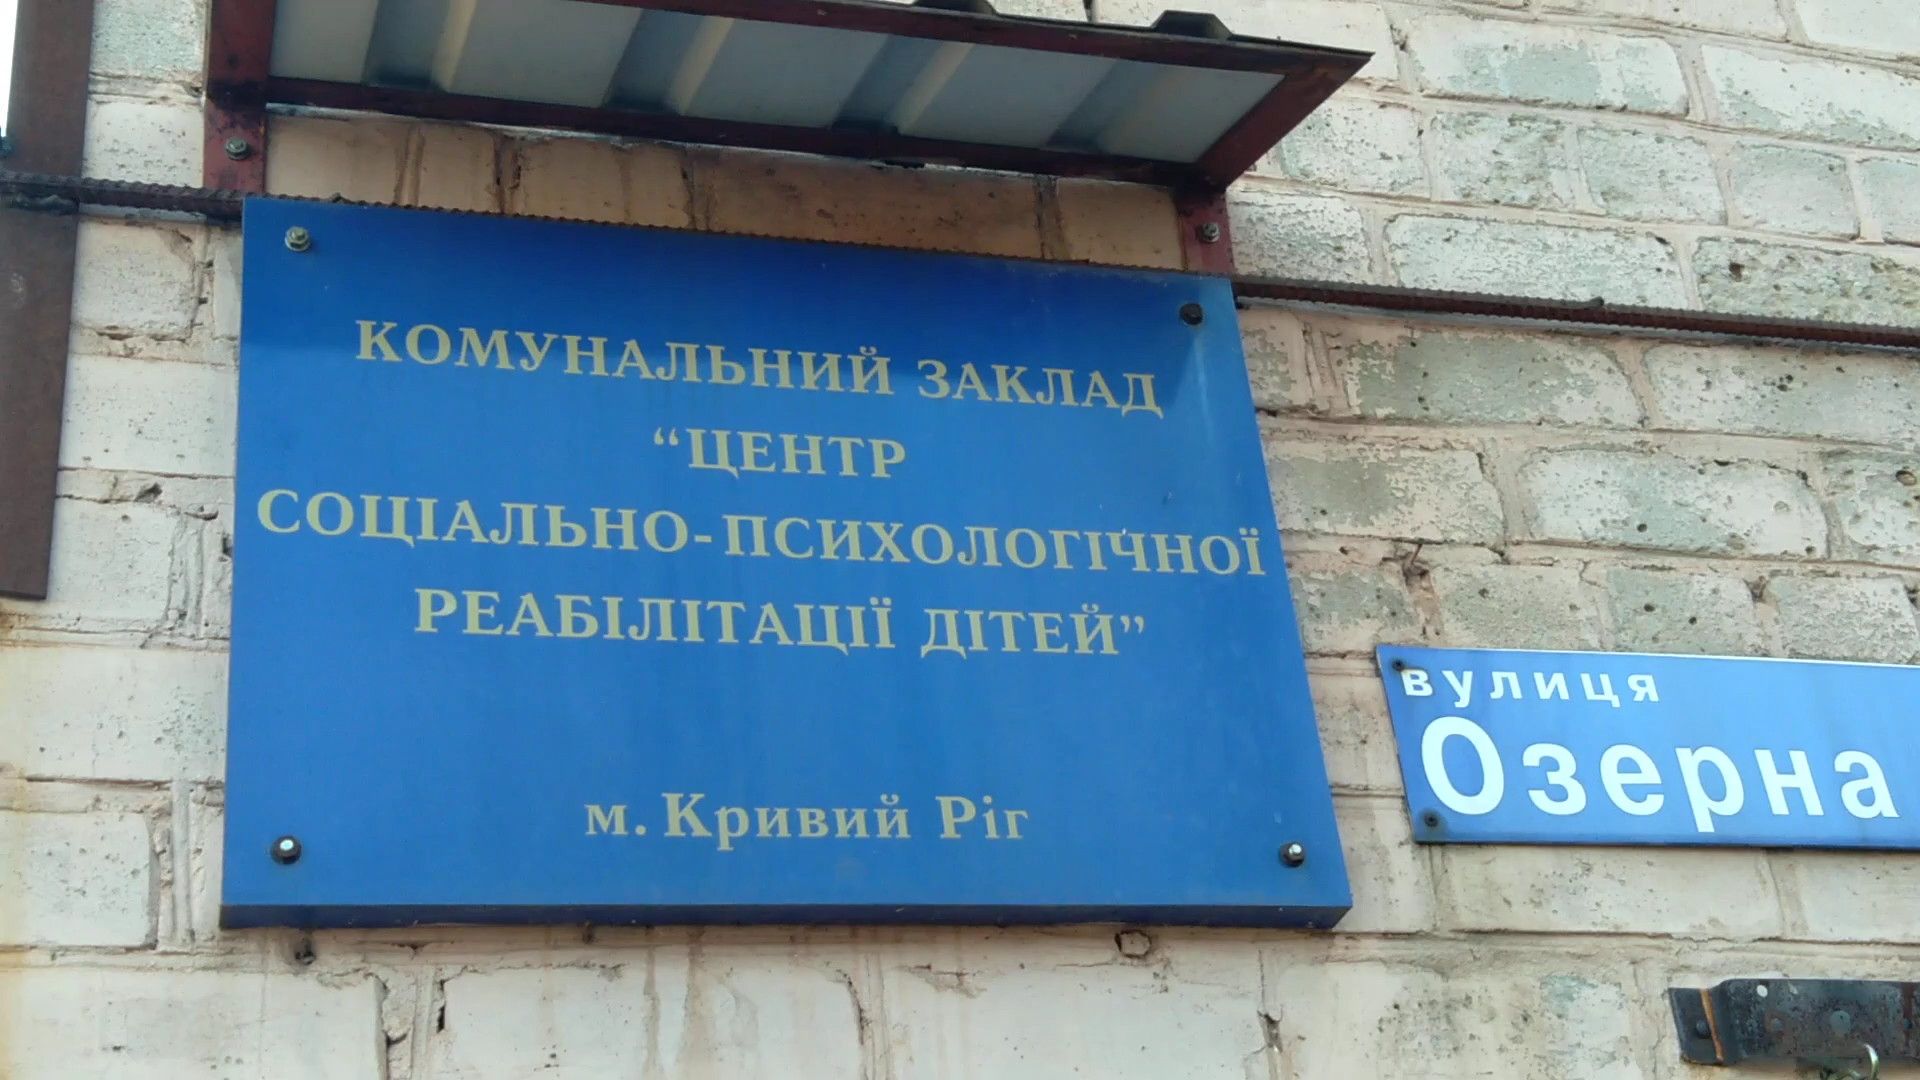 КОМУНАЛЬНИЙ ЗАКЛАД
“ЦЕНТР
СОЦІАЛЬНО-ПСИХОЛОГІЧНОЇ
РЕАБІЛІТАЦІЇ ДІТЕЙ”
м. Кривий Ріг
вулиця
Озерна